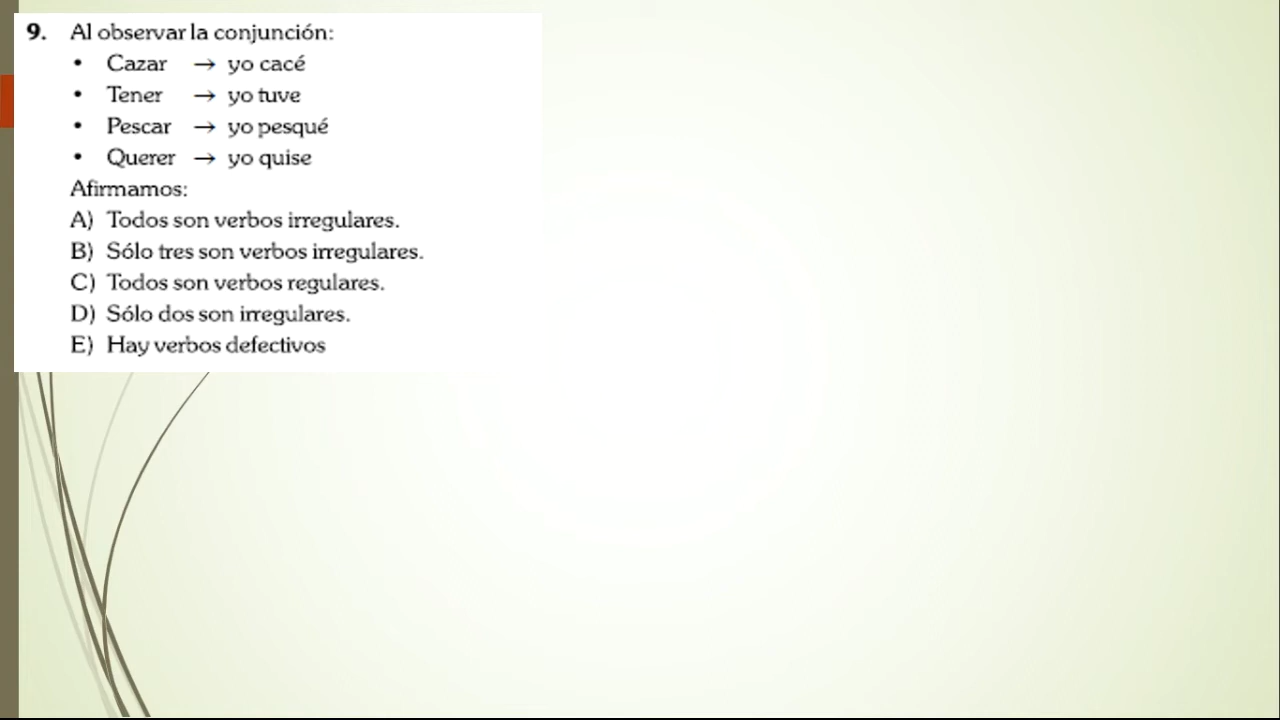 9. Al observar la conjunción:
• Cazar → yo cacé
• Tener → yo tuve
• Pescar → yo pesqué
• Querer → yo quise
Afirmamos:
A) Todos son verbos irregulares.
B) Sólo tres son verbos irregulares.
C) Todos son verbos regulares.
D) Sólo dos son irregulares.
E) Hay verbos defectivos